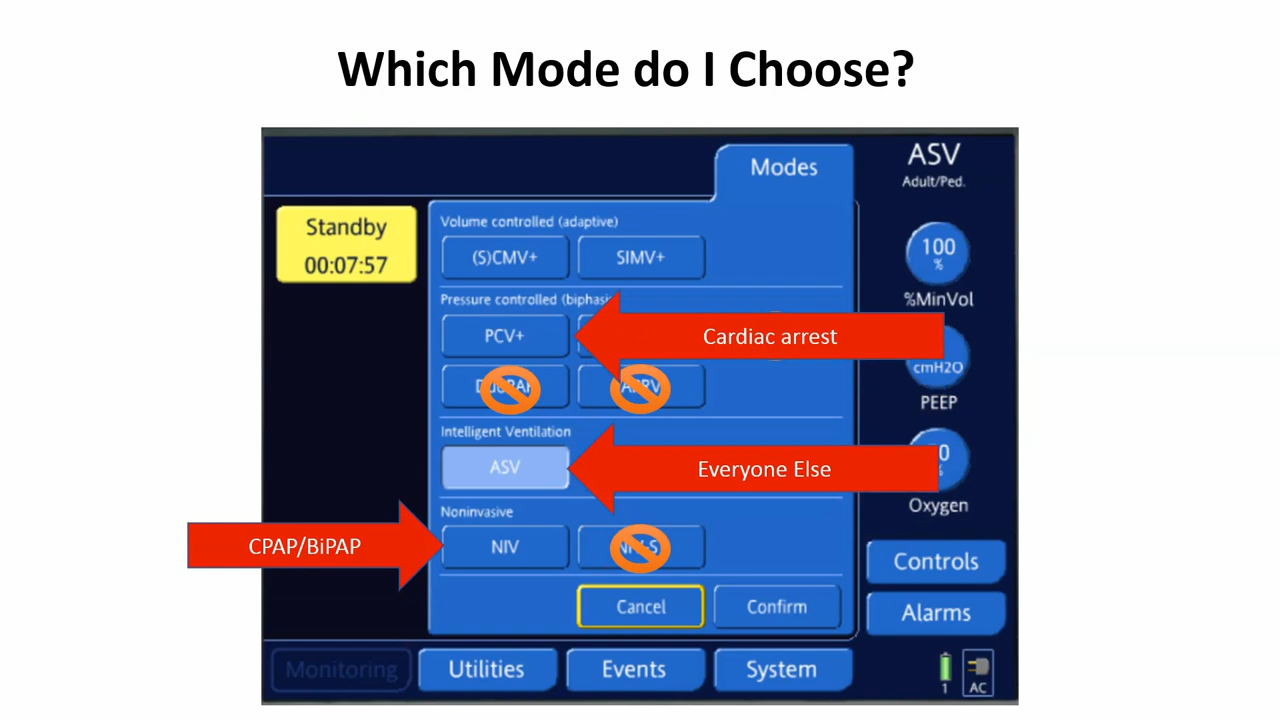 Which Mode do I Choose?
Modes
ASV
Adult/Ped.
Standby
00:07:57
Volume controlled (adaptive)
(S)CMV+
SIMV+
100
%
%MinVol
Pressure controlled
PCV+
Cardiac arrest
cmH2O
PEEP
Intelligent Ventilation
ASV
Everyone Else
Oxygen
Noninvasive
CPAP/BiPAP
NIV
Controls
Cancel
Confirm
Alarms
Monitoring
Utilities
Events
System
1
AC